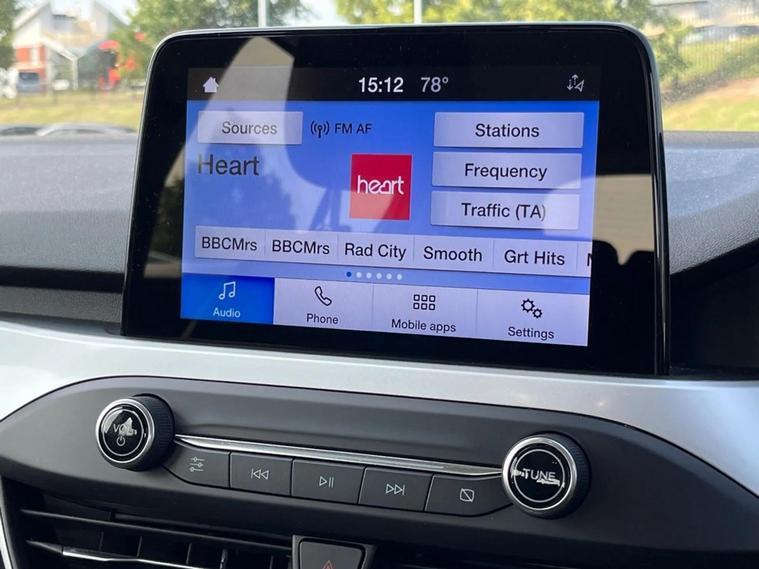 15:12 78°
Sources FM AF Stations
Heart heart Frequency
Traffic (TA)
BBCMrs BBCMrs Rad City Smooth Grt Hits
Audio Phone Mobile apps Settings
VOL
TUNE